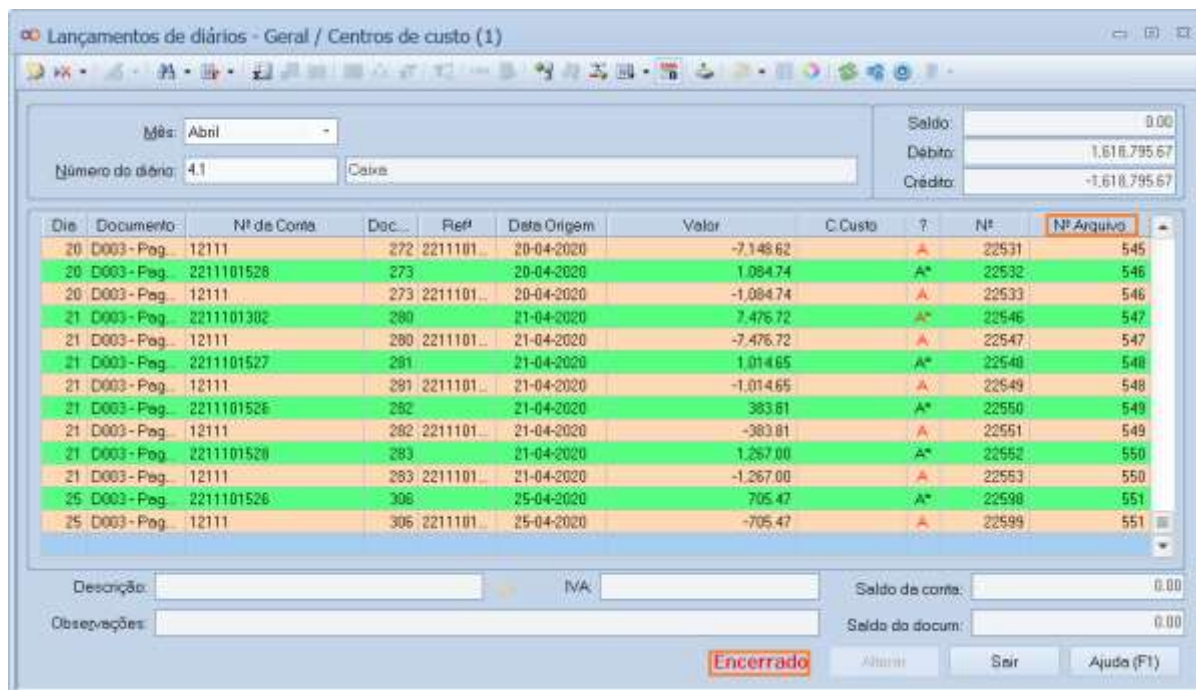 Lançamentos de diários - Geral / Centros de custo (1)
Mês: Abril
Número do diário: 4.1 Caixa
Saldo: 0.00
Débito: 1,618,795.67
Crédito: -1,618,795.67
Dia Documento Nº da Conta Doc... Refª Data Origem Valor C.Custo ? Nº Nº Arquivo
20 D003 - Pag... 12111 272 2211101... 20-04-2020 -7,148.62 A 22531 545
20 D003 - Pag... 2211101528 273 20-04-2020 1,084.74 A* 22532 546
20 D003 - Pag... 12111 273 2211101... 20-04-2020 -1,084.74 A 22533 546
21 D003 - Pag... 2211101302 280 21-04-2020 7,476.72 A* 22546 547
21 D003 - Pag... 12111 280 2211101... 21-04-2020 -7,476.72 A 22547 547
21 D003 - Pag... 2211101527 281 21-04-2020 1,014.65 A* 22548 548
21 D003 - Pag... 12111 281 2211101... 21-04-2020 -1,014.65 A 22549 548
21 D003 - Pag... 2211101526 282 21-04-2020 383.81 A* 22550 549
21 D003 - Pag... 12111 282 2211101... 21-04-2020 -383.81 A 22551 549
21 D003 - Pag... 2211101528 283 21-04-2020 1,267.00 A* 22552 550
21 D003 - Pag... 12111 283 2211101... 21-04-2020 -1,267.00 A 22553 550
25 D003 - Pag... 2211101526 306 25-04-2020 705.47 A* 22598 551
25 D003 - Pag... 12111 306 2211101... 25-04-2020 -705.47 A 22599 551
Descrição: IVA: Saldo da conta: 0.00
Observações: Saldo do docum: 0.00
Encerrado Alterar Sair Ajuda (F1)